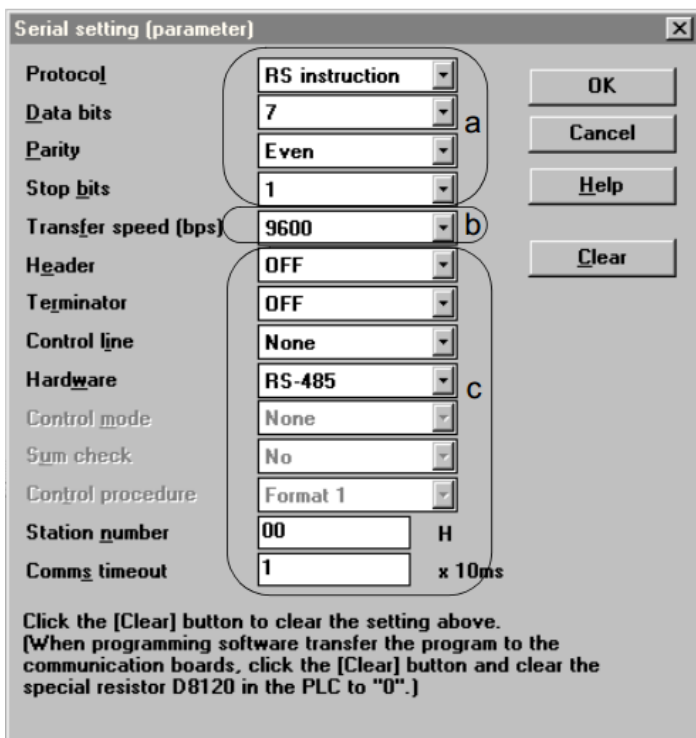 Serial setting (parameter)
Protocol RS instruction OK
Data bits 7 a
Parity Even Cancel
Stop bits 1 Help
Transfer speed (bps) 9600 b
Header OFF Clear
Terminator OFF
Control line None
Hardware RS-485 c
Control mode None
Sum check No
Control procedure Format 1
Station number 00 H
Comms timeout 1 x 10ms
Click the [Clear] button to clear the setting above.
(When programming software transfer the program to the
communication boards, click the [Clear] button and clear the
special resistor D8120 in the PLC to "0".)